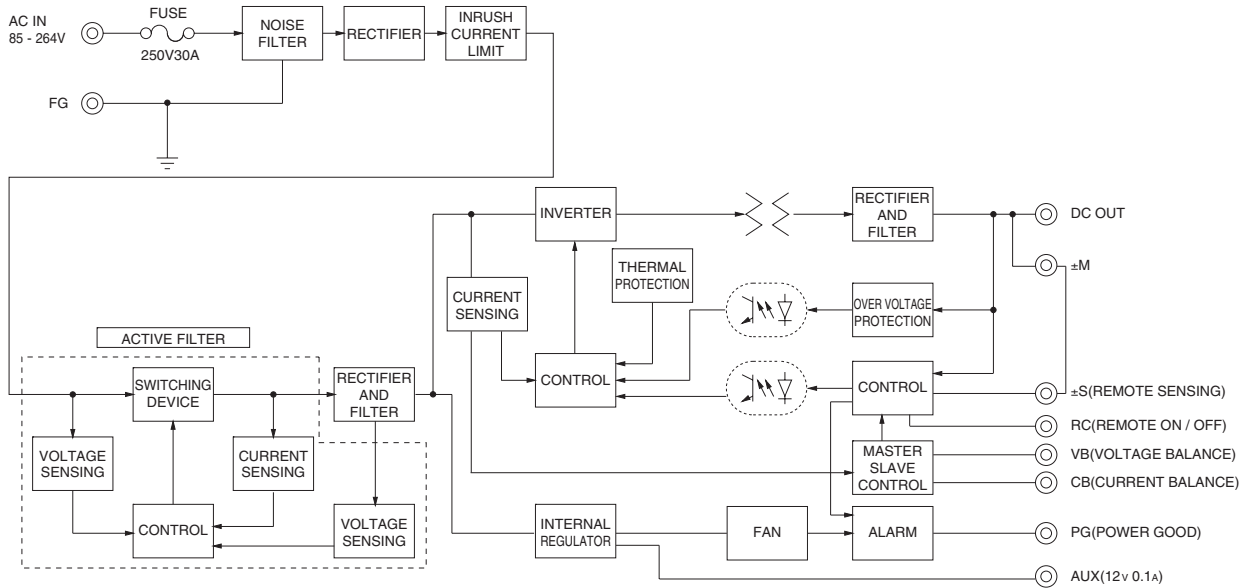 AC IN
85 - 264V
FUSE
250V30A
NOISE
FILTER
RECTIFIER
INRUSH
CURRENT
LIMIT
FG
INVERTER
RECTIFIER
AND
FILTER
DC OUT
±M
THERMAL
PROTECTION
CURRENT
SENSING
OVER VOLTAGE
PROTECTION
ACTIVE FILTER
SWITCHING
DEVICE
RECTIFIER
AND
FILTER
CONTROL
CONTROL
±S(REMOTE SENSING)
RC(REMOTE ON / OFF)
VOLTAGE
SENSING
CURRENT
SENSING
MASTER
SLAVE
CONTROL
VB(VOLTAGE BALANCE)
CB(CURRENT BALANCE)
CONTROL
VOLTAGE
SENSING
INTERNAL
REGULATOR
FAN
ALARM
PG(POWER GOOD)
AUX(12V 0.1A)